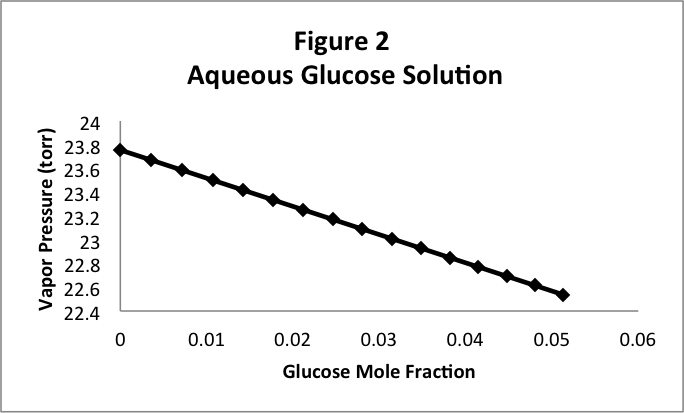 Figure 2
Aqueous Glucose Solution
Vapor Pressure (torr)
24
23.8
23.6
23.4
23.2
23
22.8
22.6
22.4
0 0.01 0.02 0.03 0.04 0.05 0.06
Glucose Mole Fraction